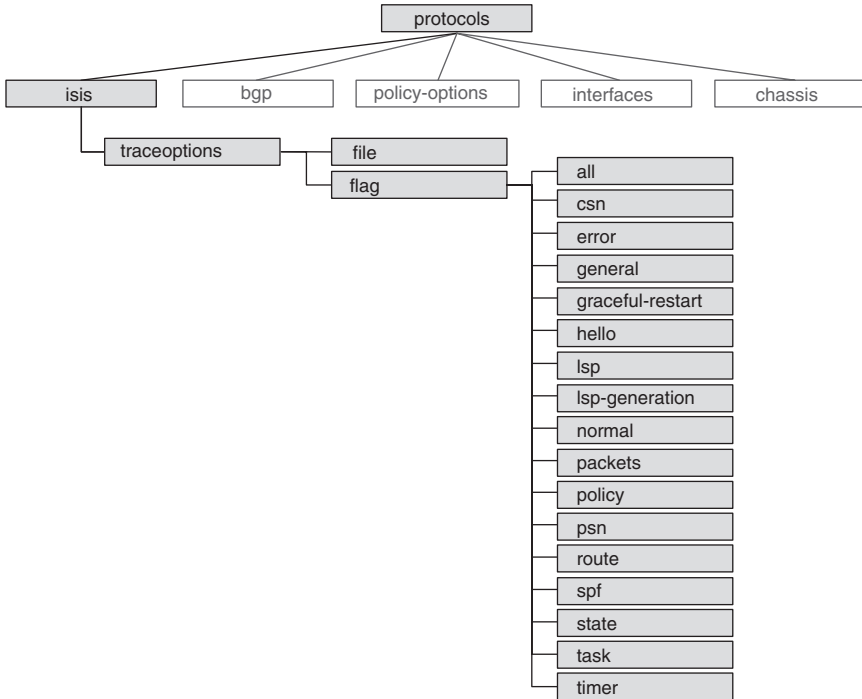 protocols
isis
bgp
policy-options
interfaces
chassis
traceoptions
file
flag
all
csn
error
general
graceful-restart
hello
lsp
lsp-generation
normal
packets
policy
psn
route
spf
state
task
timer